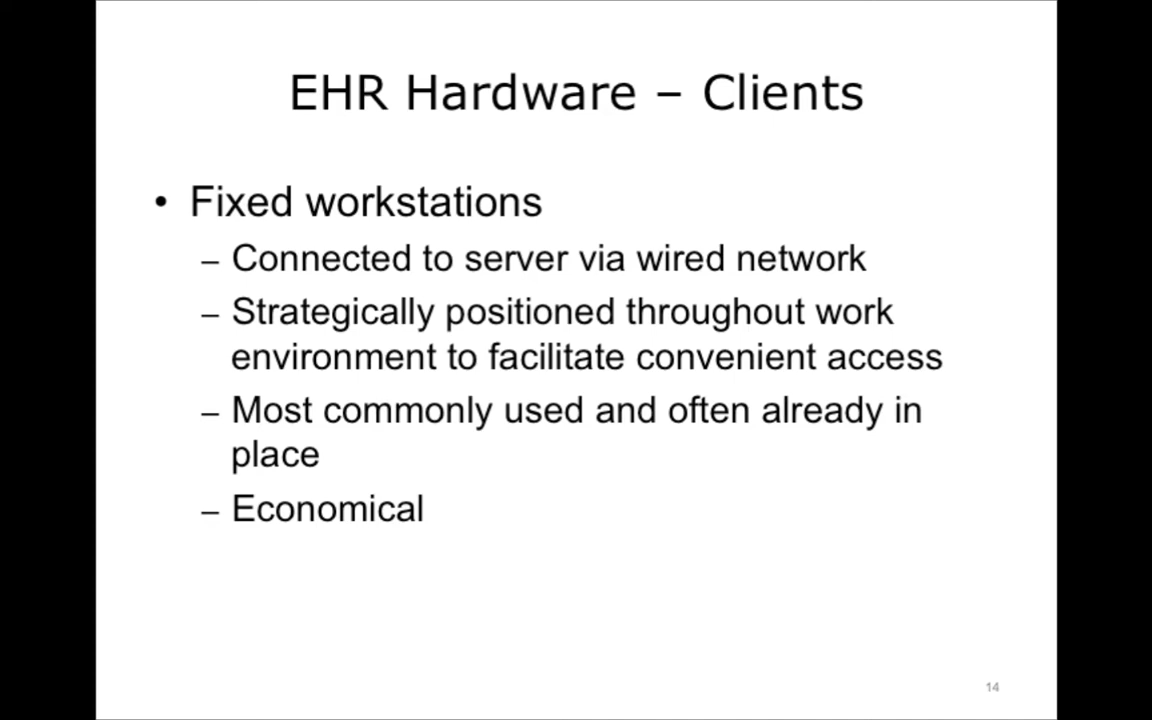 EHR Hardware – Clients
• Fixed workstations
– Connected to server via wired network
– Strategically positioned throughout work
environment to facilitate convenient access
– Most commonly used and often already in
place
– Economical
14